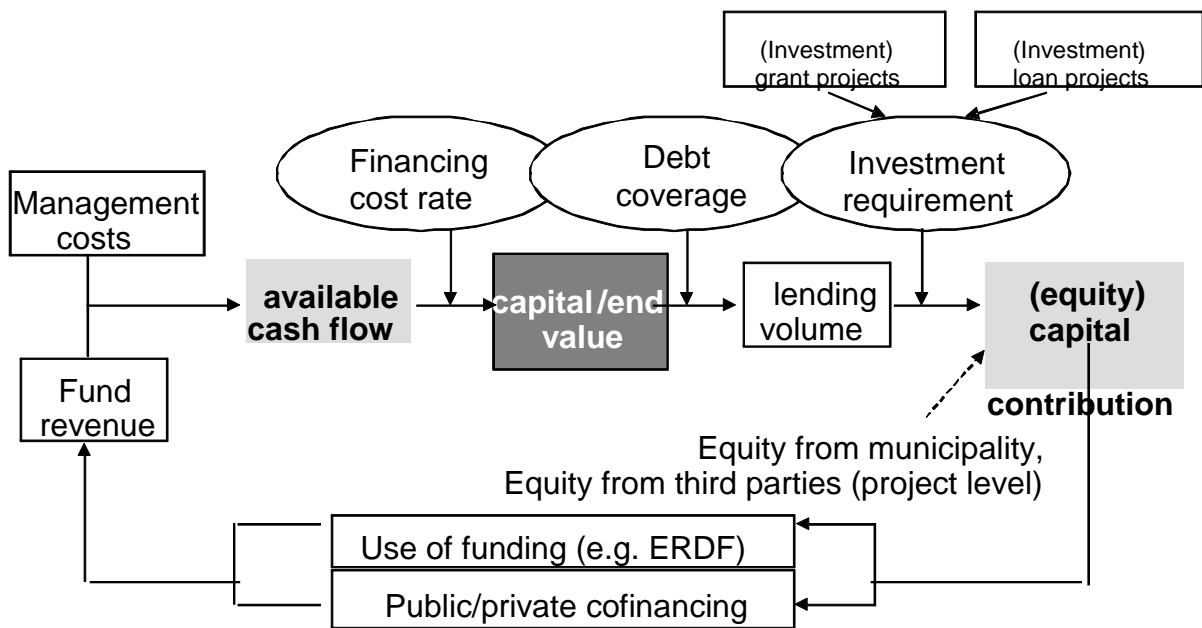 (Investment)
grant projects
(Investment)
loan projects
Financing
cost rate
Debt
coverage
Investment
requirement
Management
costs
available
cash flow
capital/end
value
lending
volume
(equity)
capital
contribution
Fund
revenue
Equity from municipality,
Equity from third parties (project level)
Use of funding (e.g. ERDF)
Public/private cofinancing